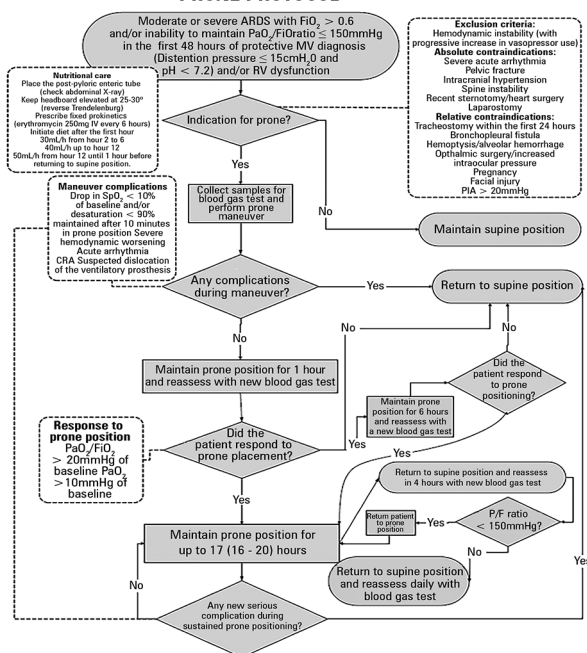 Moderate or severe ARDS with FiO2 > 0.6
and/or inability to maintain PaO2/FiOratio ≤ 150mmHg
in the first 48 hours of protective MV diagnosis
(Distention pressure ≤ 15cmH20 and
pH < 7.2) and/or RV dysfunction
Exclusion criteria:
Hemodynamic instability (with
progressive increase in vasopressor use)
Absolute contraindications:
Severe acute arrhythmia
Pelvic fracture
Intracranial hypertension
Spine instability
Recent sternotomy/heart surgery
Laparostomy
Relative contraindications:
Tracheostomy within the first 24 hours
Bronchopleural fistula
Hemoptysis/alveolar hemorrhage
Opthalmic surgery/increased
intraocular pressure
Pregnancy
Facial injury
PIA > 20mmHg
Nutritional care
Place the post-pyloric enteric tube
(check abdominal X-ray)
Keep headboard elevated at 25-30º
(reverse Trendelenburg)
Prescribe fixed prokinetics
(erythromycin 250mg IV every 6 hours)
Initiate diet after the first hour
30mL/h from hour 2 to 6
40mL/h up to hour 12
50mL/h from hour 12 until 1 hour before
returning to supine position.
Indication for prone?
Yes
No
Collect samples for
blood gas test and
perform prone
maneuver
Maintain supine position
Maneuver complications
Drop in SpO2 < 10%
of baseline and/or
desaturation < 90%
maintained after 10 minutes
in prone position Severe
hemodynamic worsening
Acute arrhythmia
CRA Suspected dislocation
of the ventilatory prosthesis
Any complications
during maneuver?
Yes
Return to supine position
No
No
No
Maintain prone position for 1 hour
and reassess with new blood gas test
Did the
patient respond
to prone
positioning?
Maintain prone
position for 6 hours
and reassess with
a new blood gas test
Response to
prone position
PaO2/FiO2
> 20mmHg of
baseline PaO2
>10mmHg of
baseline
Did the
patient respond to
prone placement?
Yes
Yes
Yes
Return to supine position and reassess
in 4 hours with new blood gas test
P/F ratio
< 150mmHg?
Yes
Return patient
to prone
position
Maintain prone position for
up to 17 (16 - 20) hours
No
Return to supine position
and reassess daily with
blood gas test
No
Yes
Any new serious
complication during
sustained prone positioning?